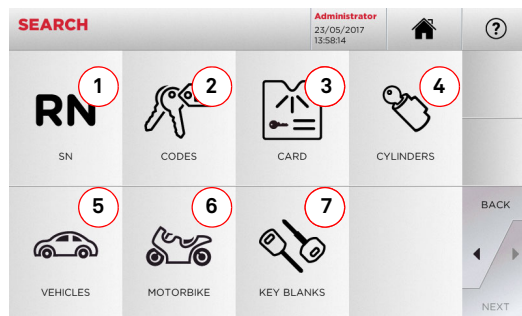 SEARCH
Administrator
23/05/2017
13:58:14
?
1
2
3
4
RN
SN
CODES
CARD
CYLINDERS
5
6
7
BACK
VEHICLES
MOTORBIKE
KEY BLANKS
NEXT